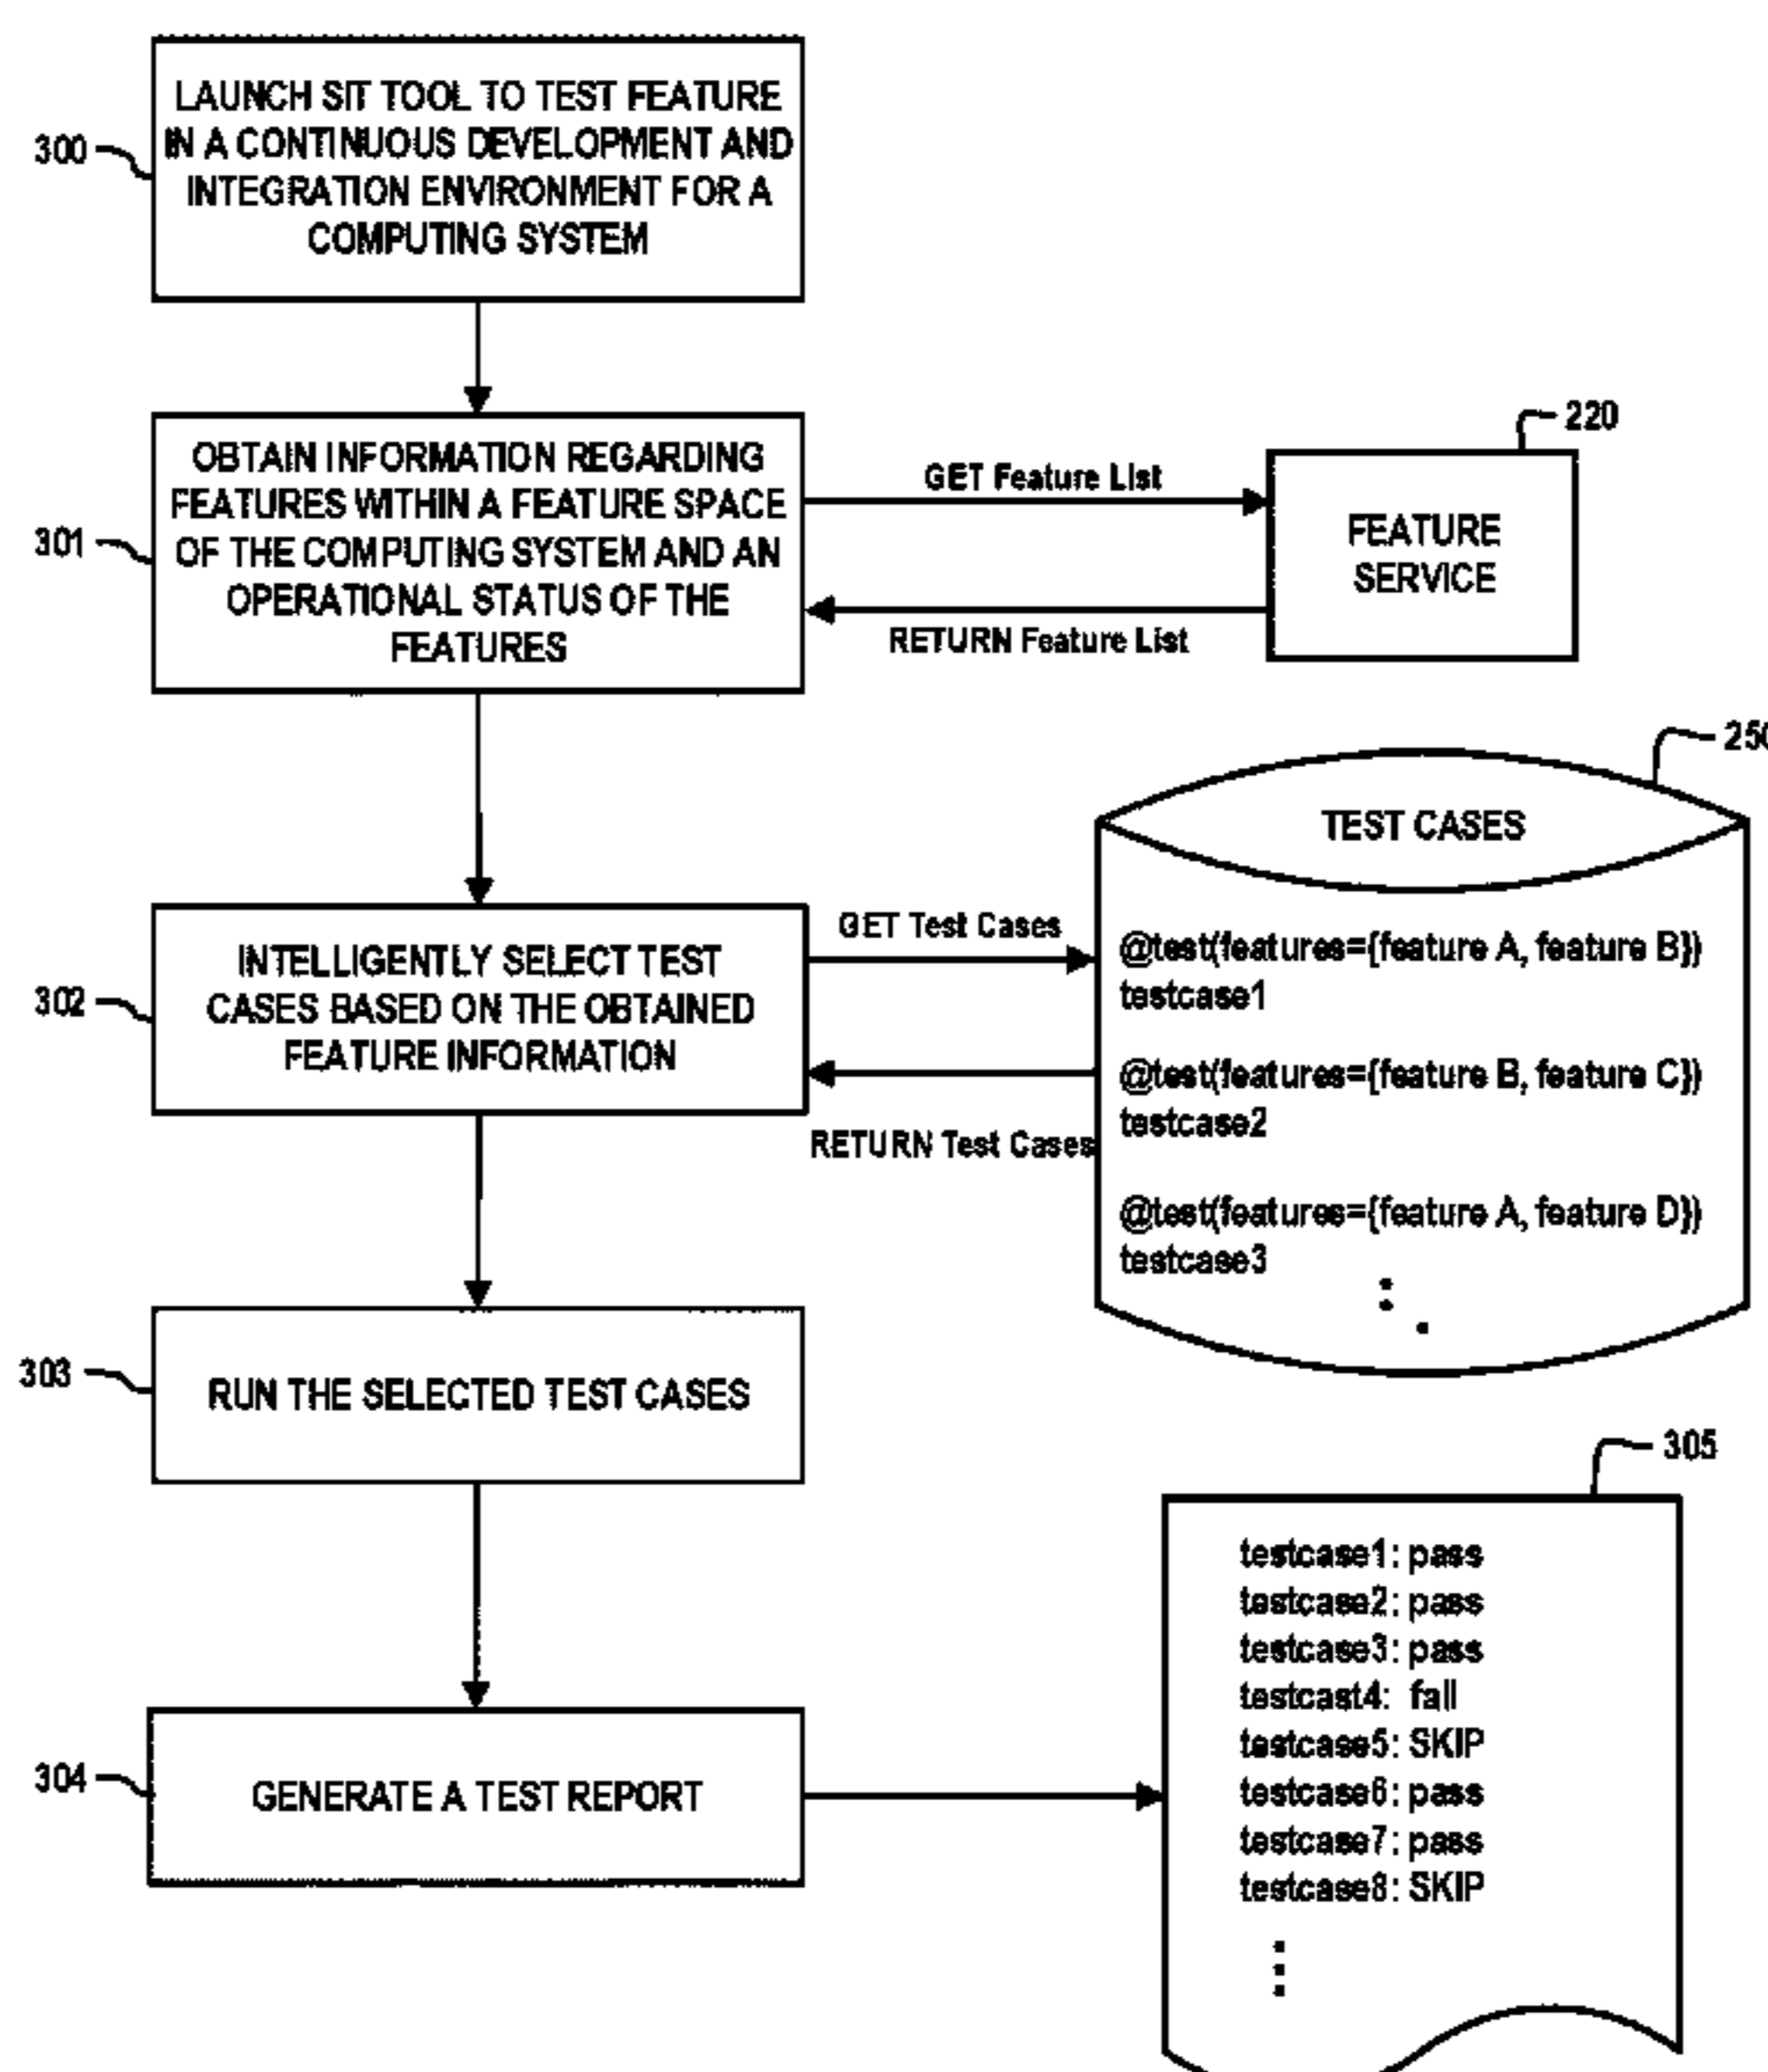 300
LAUNCH SIT TOOL TO TEST FEATURE
IN A CONTINUOUS DEVELOPMENT AND
INTEGRATION ENVIRONMENT FOR A
COMPUTING SYSTEM
301
OBTAIN INFORMATION REGARDING
FEATURES WITHIN A FEATURE SPACE
OF THE COMPUTING SYSTEM AND AN
OPERATIONAL STATUS OF THE
FEATURES
GET Feature List
RETURN Feature List
220
FEATURE
SERVICE
302
INTELLIGENTLY SELECT TEST
CASES BASED ON THE OBTAINED
FEATURE INFORMATION
GET Test Cases
RETURN Test Cases
250
TEST CASES
@test(features={feature A, feature B})
testcase1
@test(features={feature B, feature C})
testcase2
@test(features={feature A, feature D})
testcase3
303
RUN THE SELECTED TEST CASES
304
GENERATE A TEST REPORT
305
testcase1: pass
testcase2: pass
testcase3: pass
testcast4: fail
testcase5: SKIP
testcase6: pass
testcase7: pass
testcase8: SKIP